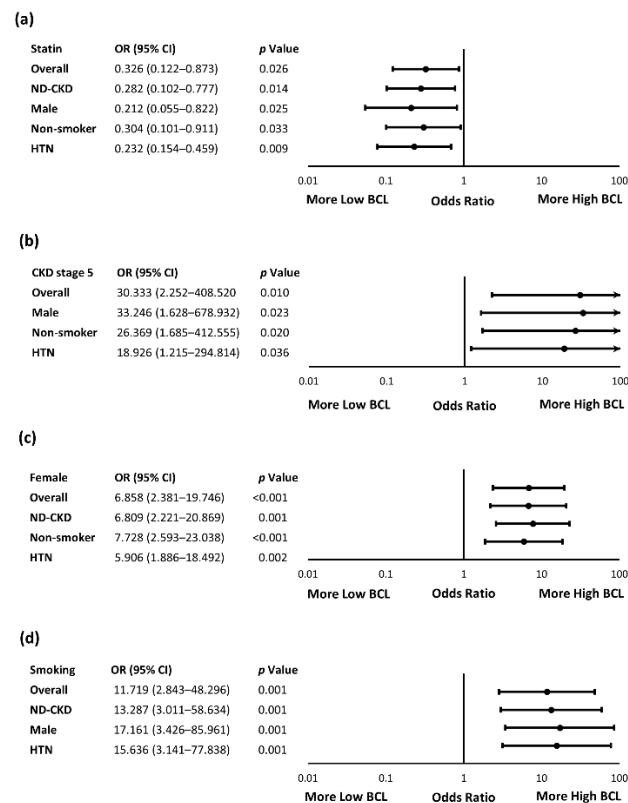 (a)
Statin OR (95% CI) p Value
Overall 0.326 (0.122–0.873) 0.026
ND-CKD 0.282 (0.102–0.777) 0.014
Male 0.212 (0.055–0.822) 0.025
Non-smoker 0.304 (0.101–0.911) 0.033
HTN 0.232 (0.154–0.459) 0.009
0.01 0.1 1 10 100
More Low BCL Odds Ratio More High BCL
(b)
CKD stage 5 OR (95% CI) p Value
Overall 30.333 (2.252–408.520 0.010
Male 33.246 (1.628–678.932) 0.023
Non-smoker 26.369 (1.685–412.555) 0.020
HTN 18.926 (1.215–294.814) 0.036
0.01 0.1 1 10 100
More Low BCL Odds Ratio More High BCL
(c)
Female OR (95% CI) p Value
Overall 6.858 (2.381–19.746) <0.001
ND-CKD 6.809 (2.221–20.869) 0.001
Non-smoker 7.728 (2.593–23.038) <0.001
HTN 5.906 (1.886–18.492) 0.002
0.01 0.1 1 10 100
More Low BCL Odds Ratio More High BCL
(d)
Smoking OR (95% CI) p Value
Overall 11.719 (2.843–48.296) 0.001
ND-CKD 13.287 (3.011–58.634) 0.001
Male 17.161 (3.426–85.961) 0.001
HTN 15.636 (3.141–77.838) 0.001
0.01 0.1 1 10 100
More Low BCL Odds Ratio More High BCL